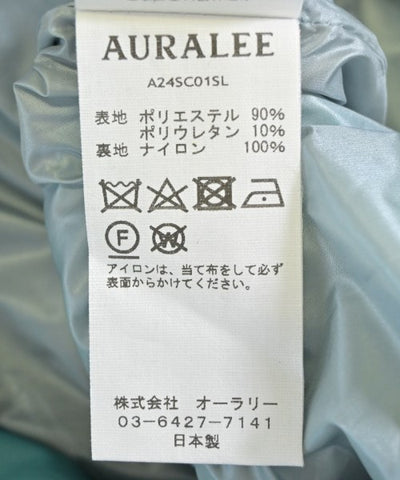 AURALEE
A24SC01SL
表地 ポリエステル 90%
ポリウレタン 10%
裏地 ナイロン 100%
F W
アイロンは、当て布をして必ず
表面からかけてください。
株式会社 オーラリー
03-6427-7141
日本製